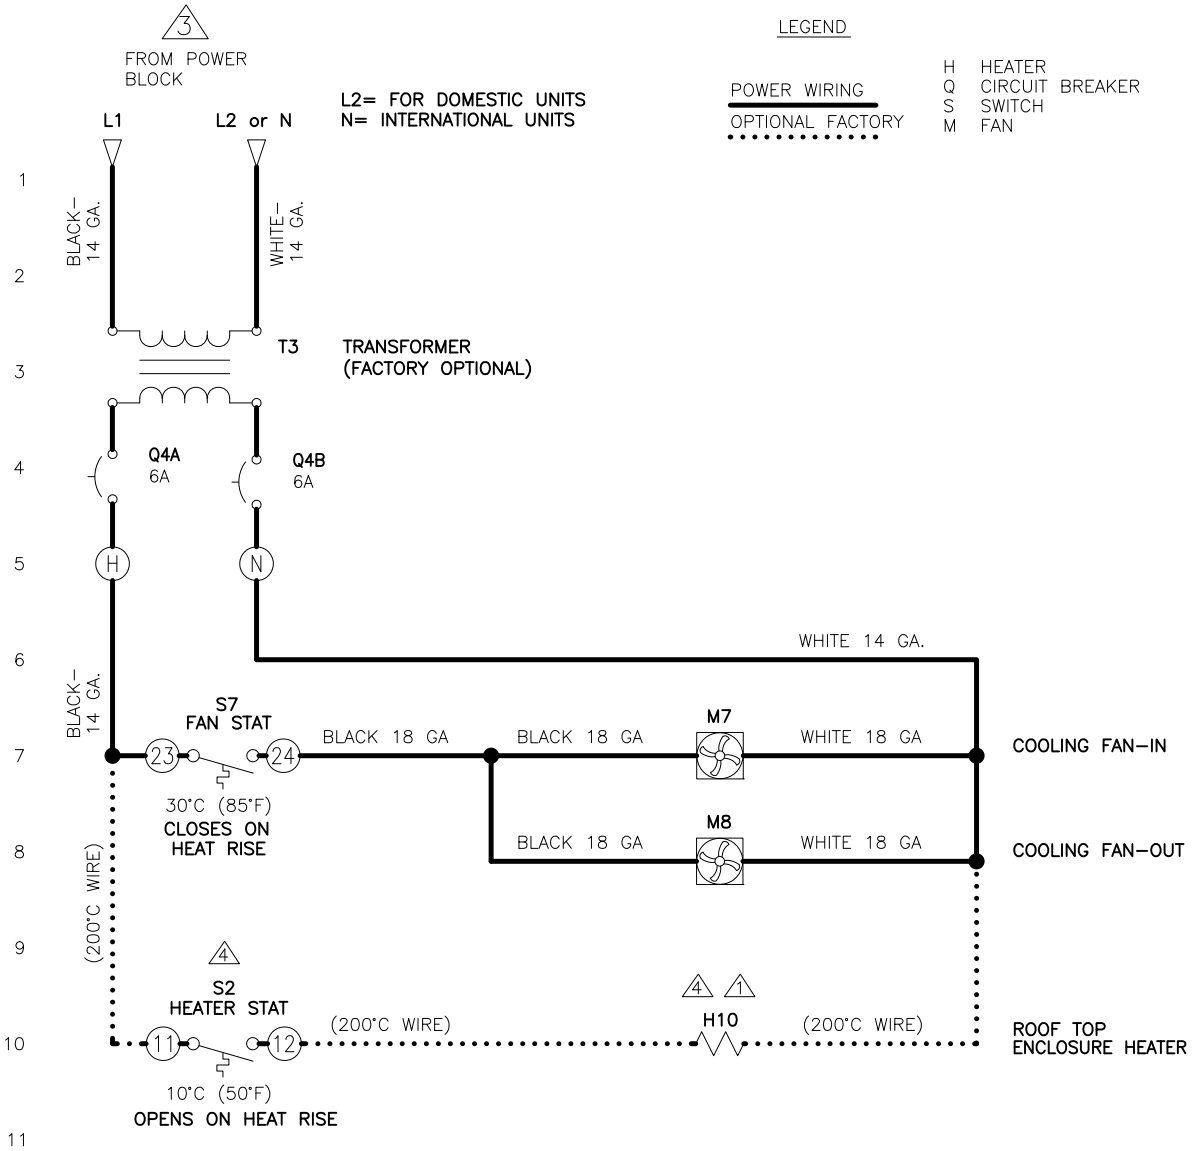 3
FROM POWER
BLOCK
LEGEND
POWER WIRING
OPTIONAL FACTORY
H HEATER
Q CIRCUIT BREAKER
S SWITCH
M FAN
L2= FOR DOMESTIC UNITS
N= INTERNATIONAL UNITS
L1
L2 or N
1
BLACK-
14 GA.
WHITE-
14 GA.
2
T3
TRANSFORMER
(FACTORY OPTIONAL)
3
4
Q4A
6A
Q4B
6A
5
H
N
6
WHITE 14 GA.
BLACK-
14 GA.
S7
FAN STAT
7
23
24
BLACK 18 GA
BLACK 18 GA
M7
WHITE 18 GA
COOLING FAN-IN
30°C (85°F)
CLOSES ON
HEAT RISE
8
BLACK 18 GA
M8
WHITE 18 GA
COOLING FAN-OUT
(200°C WIRE)
9
4
S2
HEATER STAT
4
1
H10
10
11
12
(200°C WIRE)
(200°C WIRE)
ROOF TOP
ENCLOSURE HEATER
10°C (50°F)
OPENS ON HEAT RISE
11